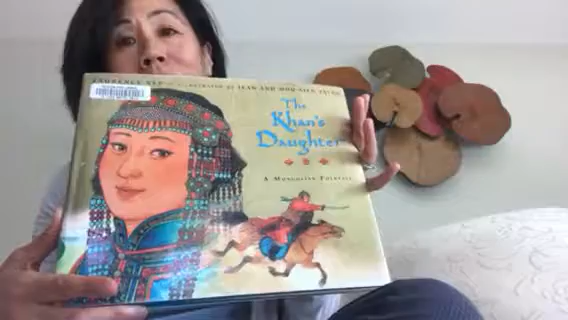 LAURENCE YEP ILLUSTRATED BY JEAN AND MOU-SIEN TSENG
The
Khan's
Daughter
A MONGOLIAN FOLKTALE